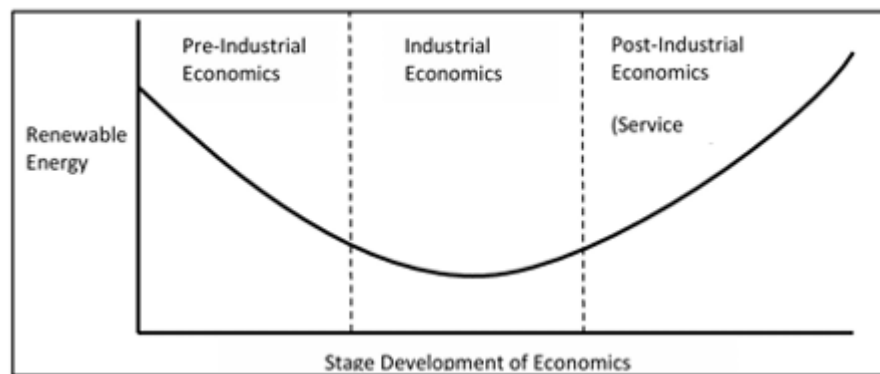 Pre-Industrial
Economics
Industrial
Economics
Post-Industrial
Economics
(Service
Renewable
Energy
Stage Development of Economics